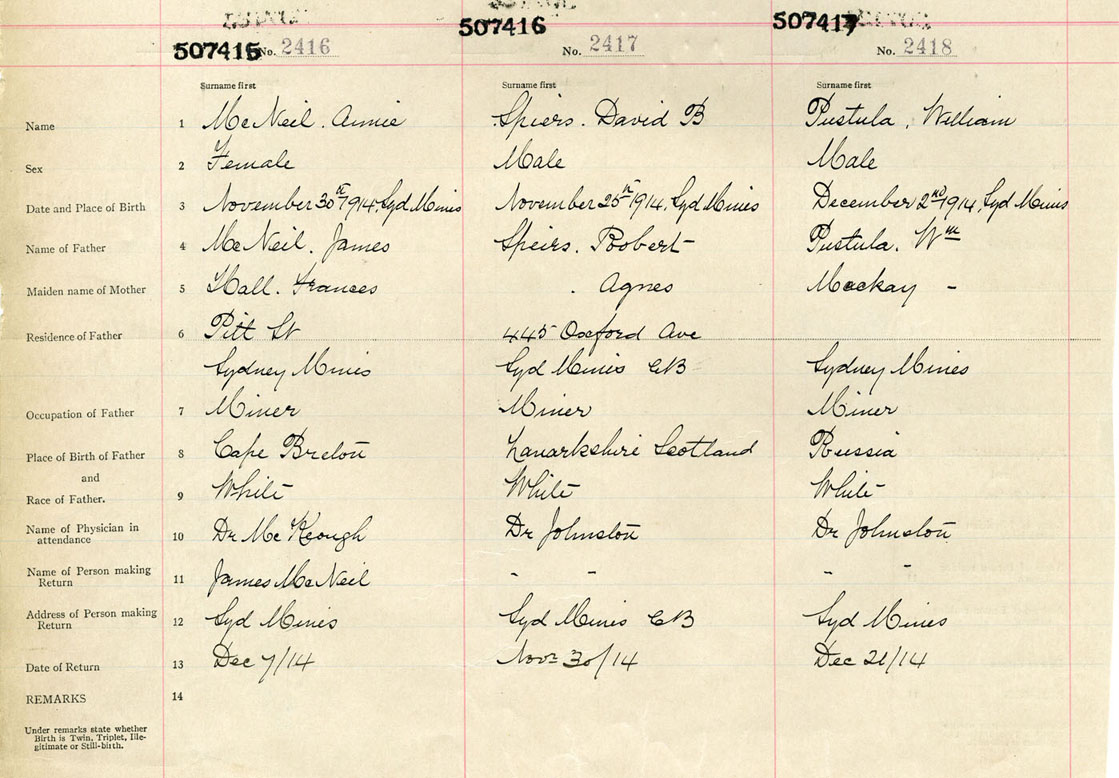 507415 No. 2416 507416 No. 2417 507417 No. 2418
Surname first Surname first Surname first
Name 1 McNeil. Annie Speirs. David B Pustula, William
Sex 2 Female Male Male
Date and Place of Birth 3 November 30th 1914, Syd Mines November 25th 1914, Syd Mines December 2nd 1914, Syd Mines
Name of Father 4 McNeil. James Speirs. Robert Pustula. Wm
Maiden name of Mother 5 Hall. Frances . Agnes Mackay -
Residence of Father 6 Pitt St 445 Oxford Ave
Sydney Mines Syd Mines CB Sydney Mines
Occupation of Father 7 Miner Miner Miner
Place of Birth of Father 8 Cape Breton Lanarkshire Scotland Russia
and
Race of Father. 9 White White White
Name of Physician in
attendance 10 Dr McKeough Dr Johnston Dr Johnston
Name of Person making
Return 11 James McNeil - - - -
Address of Person making
Return 12 Syd Mines Syd Mines CB Syd Mines
Date of Return 13 Dec 7/14 Nov 30/14 Dec 21/14
REMARKS 14
Under remarks state whether
Birth is Twin, Triplet, Ille-
gitimate or Still-birth.